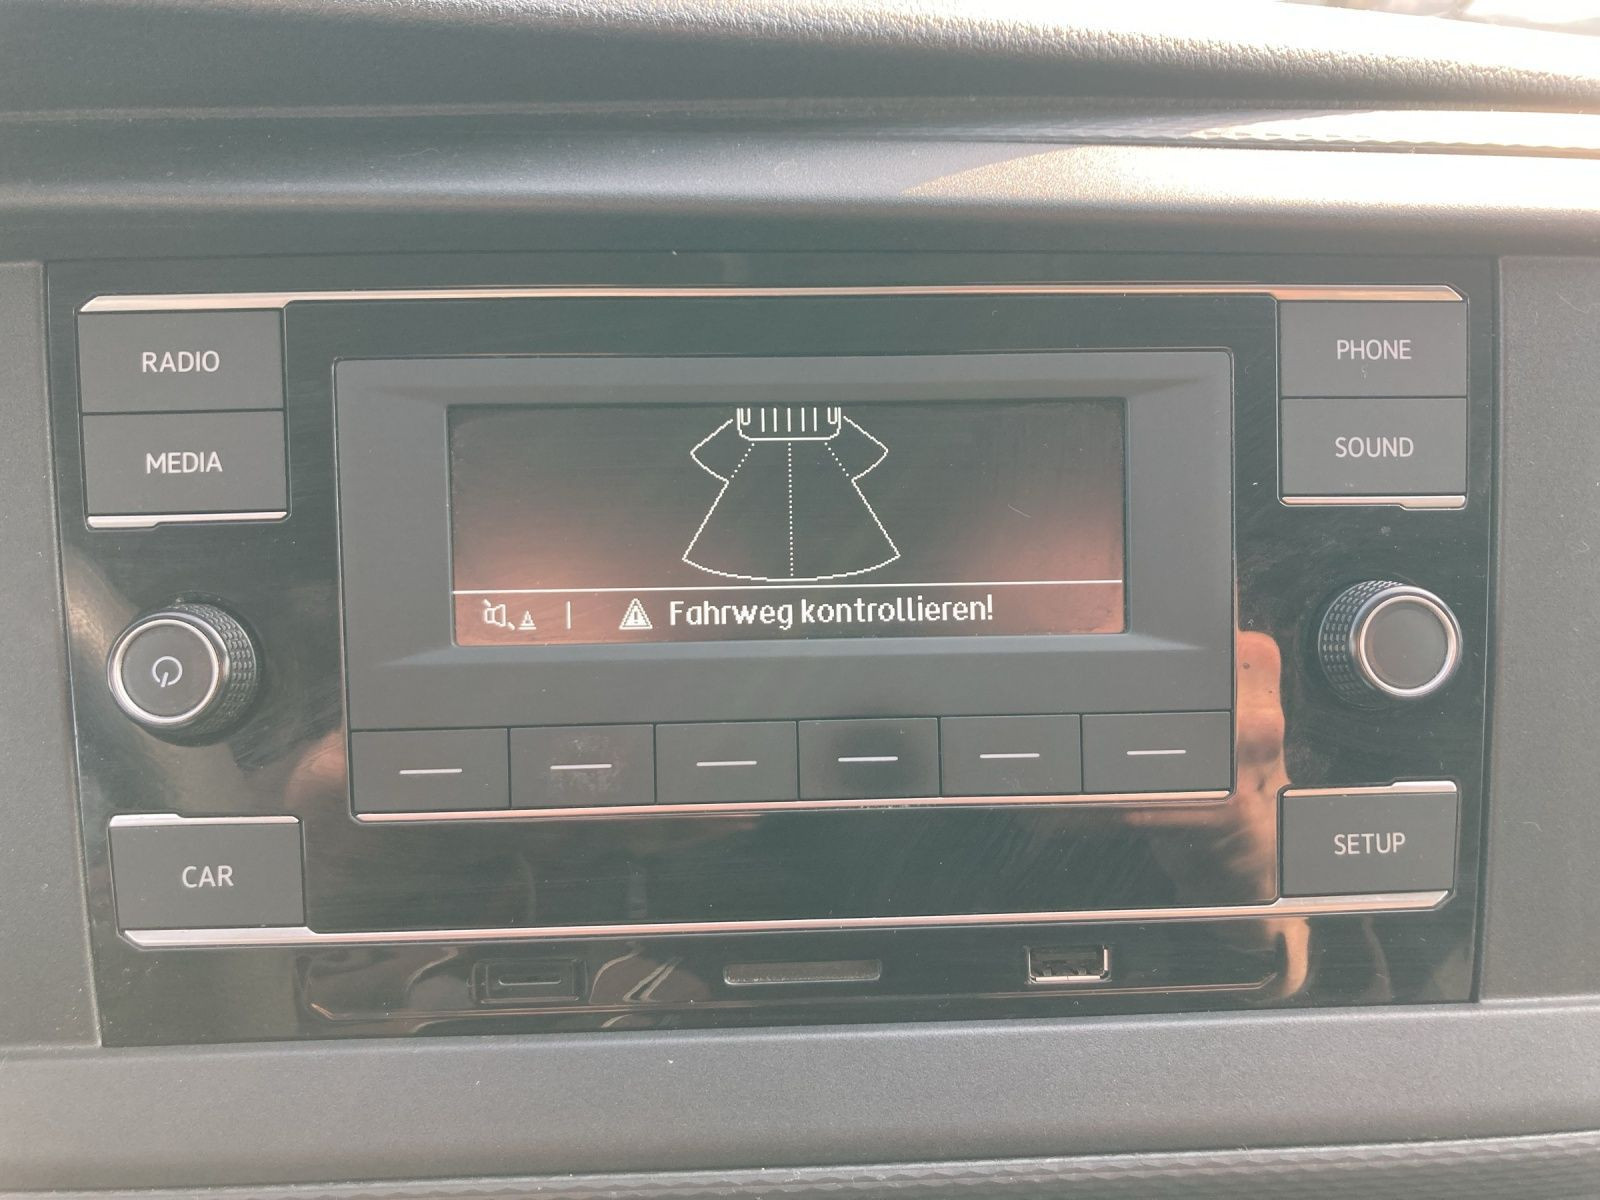 RADIO
PHONE
MEDIA
SOUND
Fahrweg kontrollieren!
CAR
SETUP